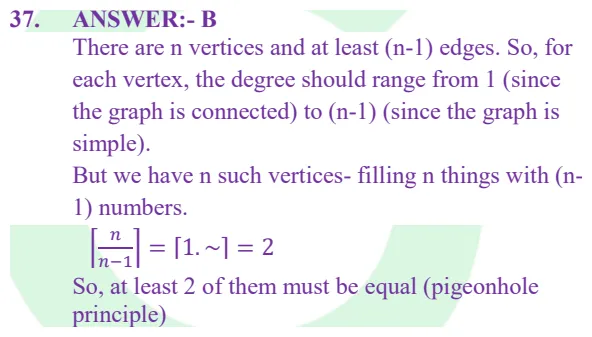 37. ANSWER:- B
There are n vertices and at least (n-1) edges. So, for
each vertex, the degree should range from 1 (since
the graph is connected) to (n-1) (since the graph is
simple).
But we have n such vertices- filling n things with (n-
1) numbers.
⌈n/(n−1)⌉ = ⌈1. ~⌉ = 2
So, at least 2 of them must be equal (pigeonhole
principle)